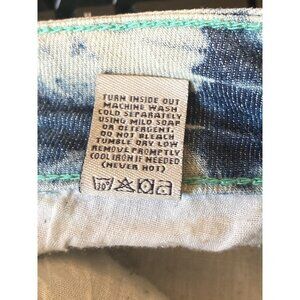 TURN INSIDE OUT
MACHINE WASH
COLD SEPARATELY
USING MILD SOAP
OR DETERGENT.
DO NOT BLEACH
TUMBLE DRY LOW
REMOVE PROMPTLY
COOL IRON IF NEEDED
(NEVER HOT)